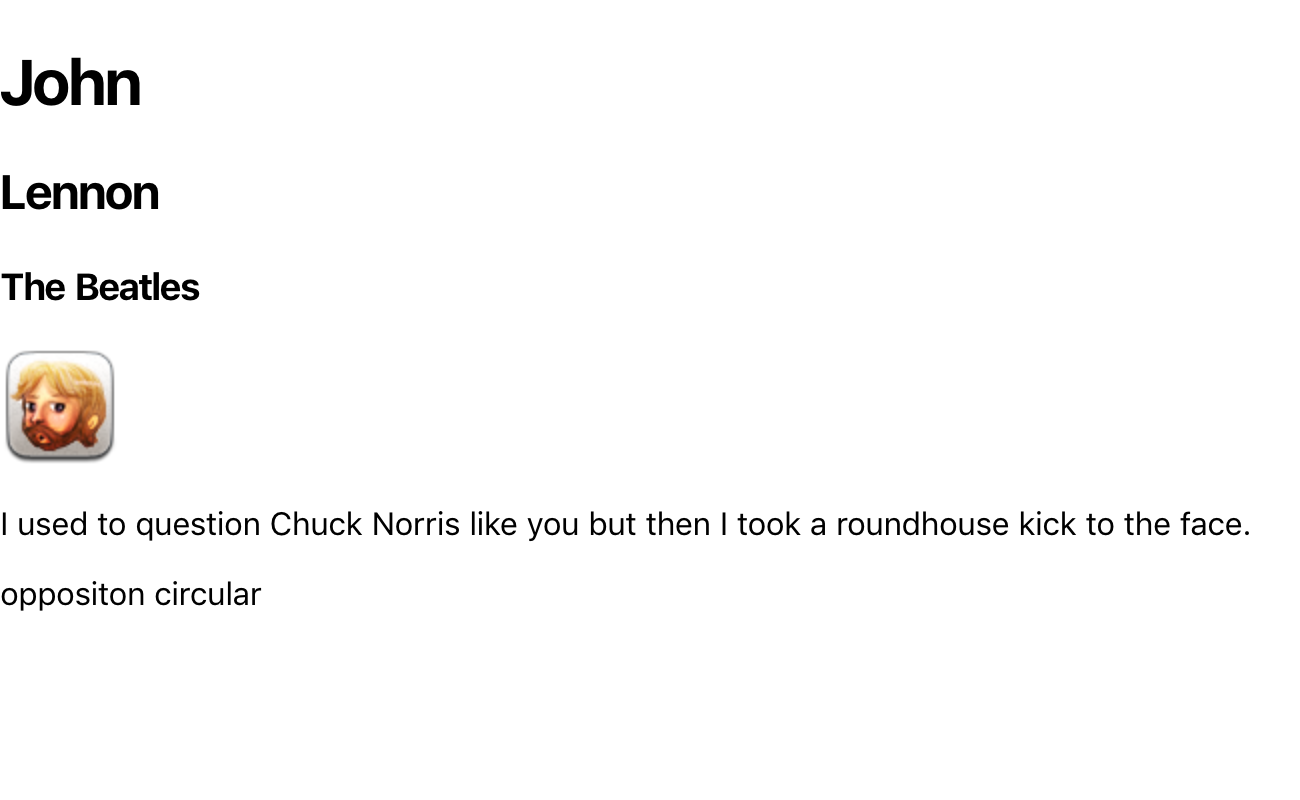 John
Lennon
The Beatles
I used to question Chuck Norris like you but then I took a roundhouse kick to the face.
oppositon circular